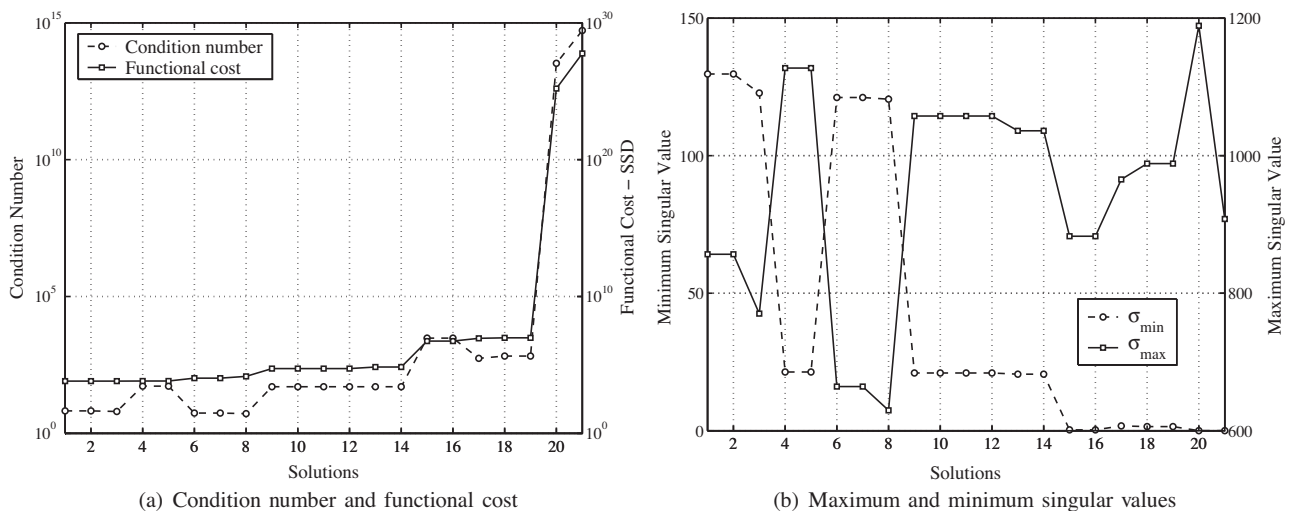 10^15
10^10
10^5
10^0
Condition Number
Condition number
Functional cost
10^30
10^20
10^10
10^0
Functional Cost − SSD
2 4 6 8 10 12 14 16 18 20
Solutions
(a) Condition number and functional cost
150
100
50
0
Minimum Singular Value
1200
1000
800
600
Maximum Singular Value
σ_min
σ_max
2 4 6 8 10 12 14 16 18 20
Solutions
(b) Maximum and minimum singular values